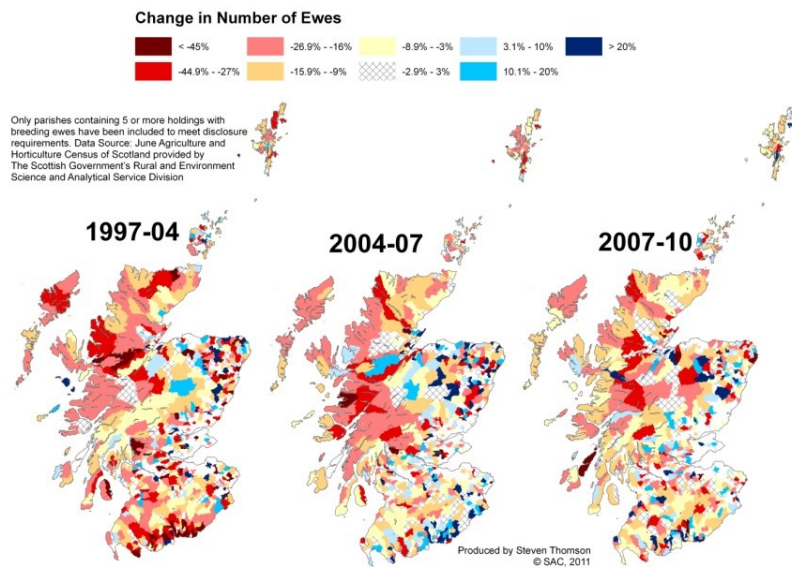 Change in Number of Ewes
< -45%
-26.9% - -16%
-8.9% - -3%
3.1% - 10%
> 20%
-44.9% - -27%
-15.9% - -9%
-2.9% - 3%
10.1% - 20%
Only parishes containing 5 or more holdings with
breeding ewes have been included to meet disclosure
requirements. Data Source: June Agriculture and
Horticulture Census of Scotland provided by
The Scottish Government's Rural and Environment
Science and Analytical Service Division
1997-04
2004-07
2007-10
Produced by Steven Thomson
© SAC, 2011